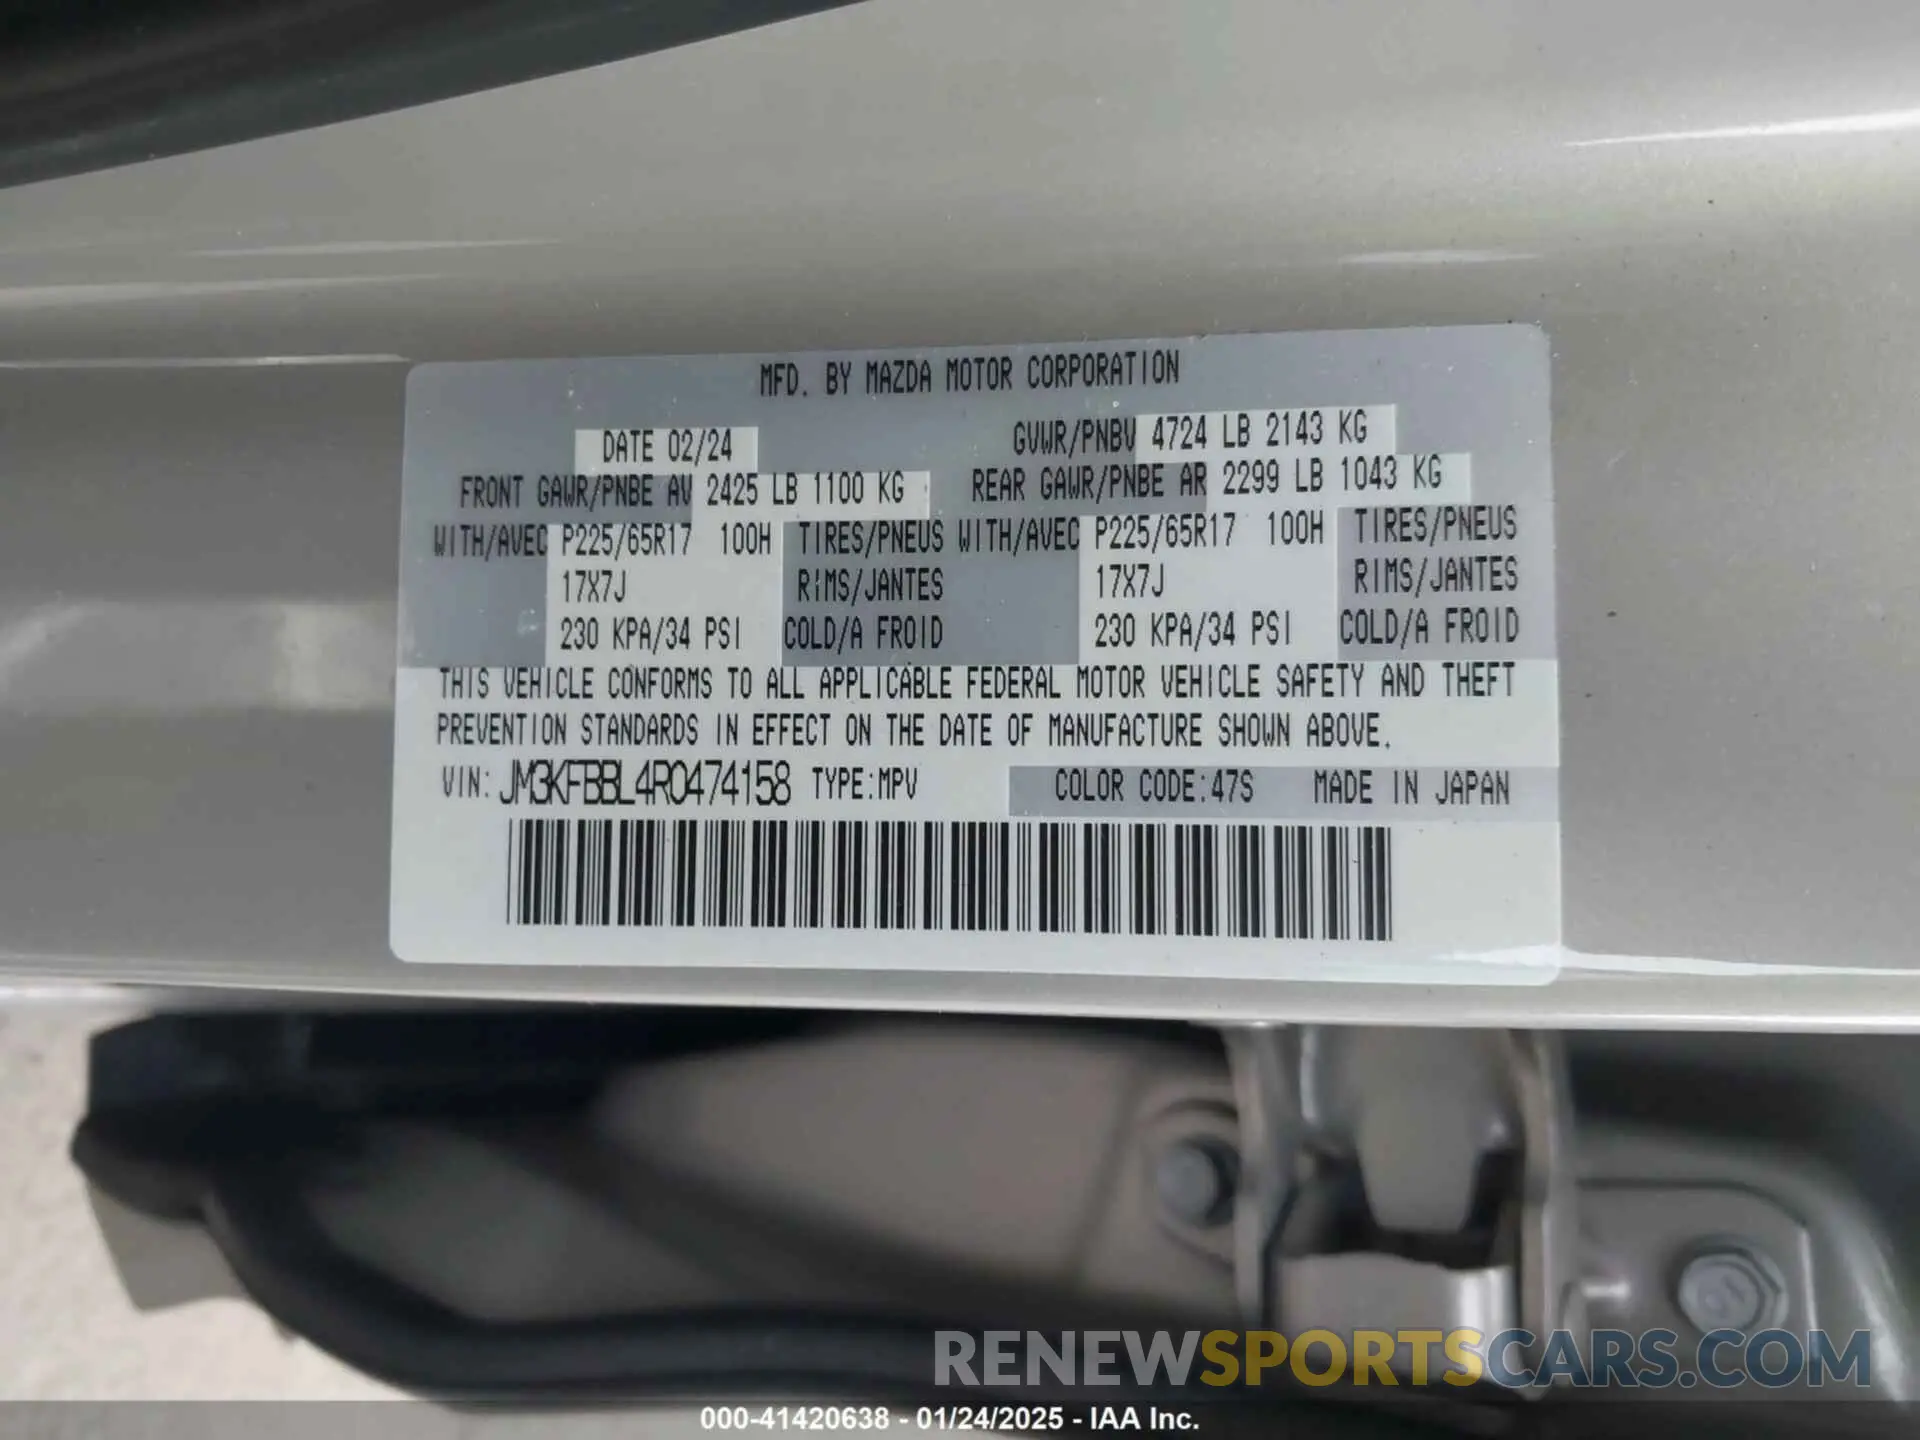 MFD. BY MAZDA MOTOR CORPORATION
DATE 02/24 GVWR/PNBV 4724 LB 2143 KG
FRONT GAWR/PNBE AV 2425 LB 1100 KG REAR GAWR/PNBE AR 2299 LB 1043 KG
WITH/AVEC P225/65R17 100H TIRES/PNEUS WITH/AVEC P225/65R17 100H TIRES/PNEUS
17X7J RIMS/JANTES 17X7J RIMS/JANTES
230 KPA/34 PSI COLD/A FROID 230 KPA/34 PSI COLD/A FROID
THIS VEHICLE CONFORMS TO ALL APPLICABLE FEDERAL MOTOR VEHICLE SAFETY AND THEFT
PREVENTION STANDARDS IN EFFECT ON THE DATE OF MANUFACTURE SHOWN ABOVE.
VIN: JM3KFBBL4R0474158 TYPE:MPV COLOR CODE:47S MADE IN JAPAN
RENEWSPORTSCARS.COM
000-41420638 - 01/24/2025 - IAA Inc.